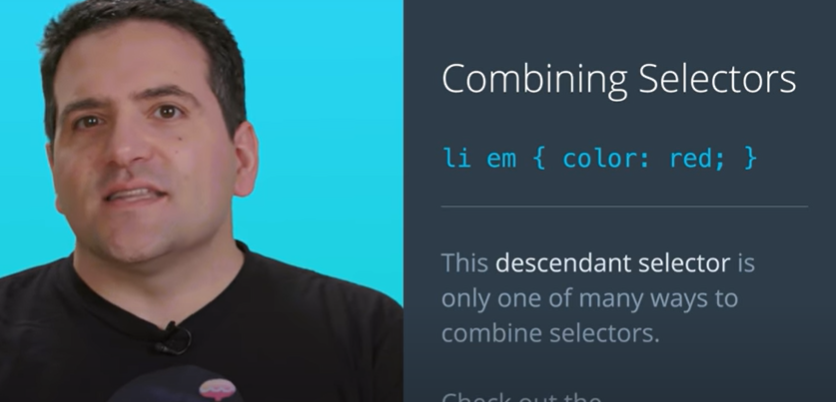 Combining Selectors
li em { color: red; }
This descendant selector is
only one of many ways to
combine selectors.
Check out the